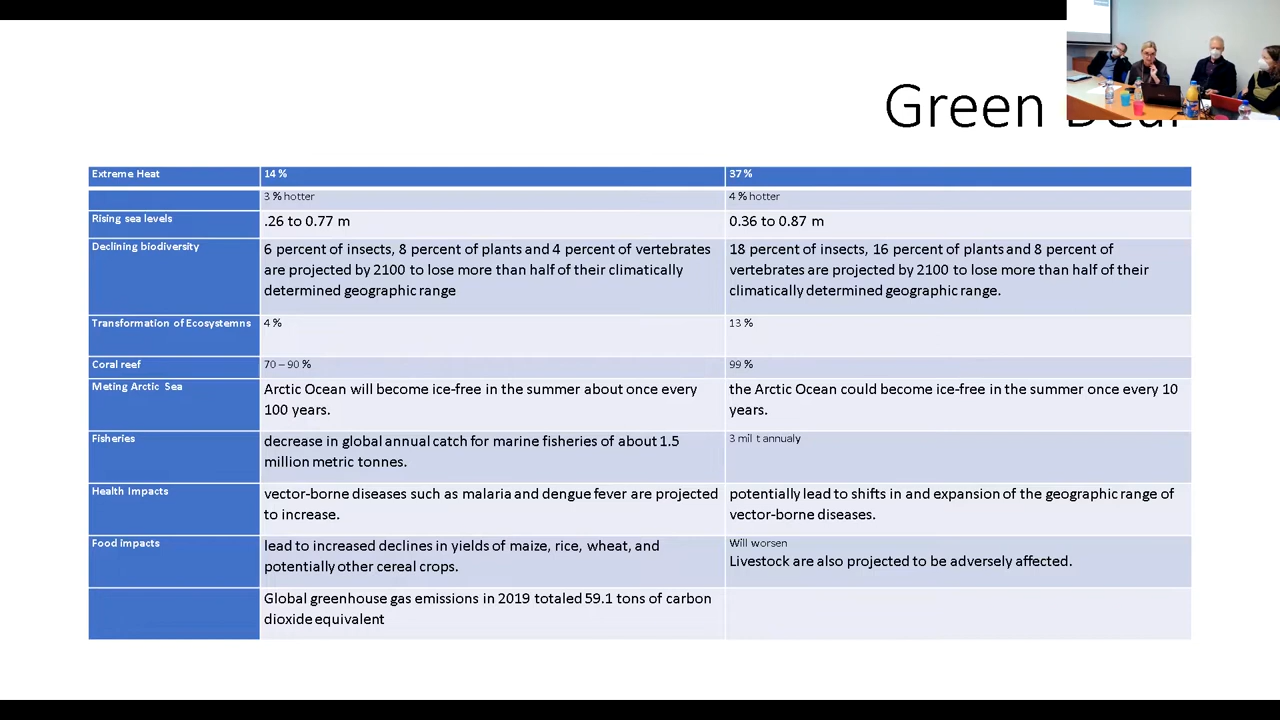 Green Deal
Extreme Heat 14 % 37 %
3 % hotter 4 % hotter
Rising sea levels .26 to 0.77 m 0.36 to 0.87 m
Declining biodiversity 6 percent of insects, 8 percent of plants and 4 percent of vertebrates 18 percent of insects, 16 percent of plants and 8 percent of
are projected by 2100 to lose more than half of their climatically vertebrates are projected by 2100 to lose more than half of their
determined geographic range climatically determined geographic range.
Transformation of Ecosystemns 4 % 13 %
Coral reef 70 – 90 % 99 %
Meting Arctic Sea Arctic Ocean will become ice-free in the summer about once every the Arctic Ocean could become ice-free in the summer once every 10
100 years. years.
Fisheries decrease in global annual catch for marine fisheries of about 1.5 3 mil t annualy
million metric tonnes.
Health Impacts vector-borne diseases such as malaria and dengue fever are projected potentially lead to shifts in and expansion of the geographic range of
to increase. vector-borne diseases.
Food impacts lead to increased declines in yields of maize, rice, wheat, and Will worsen
potentially other cereal crops. Livestock are also projected to be adversely affected.
Global greenhouse gas emissions in 2019 totaled 59.1 tons of carbon
dioxide equivalent